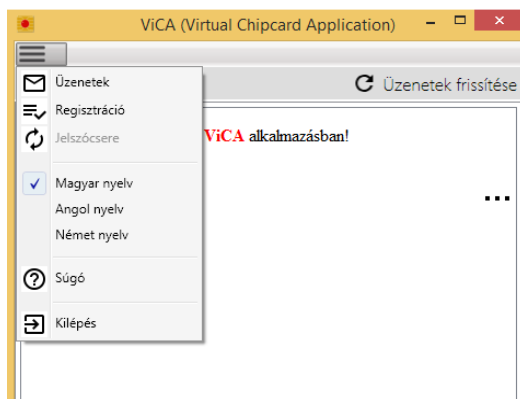 ViCA (Virtual Chipcard Application)
Üzenetek frissítése
Üzenetek
Regisztráció
Jelszócsere
ViCA alkalmazásban!
Magyar nyelv
Angol nyelv
Német nyelv
...
Súgó
Kilépés